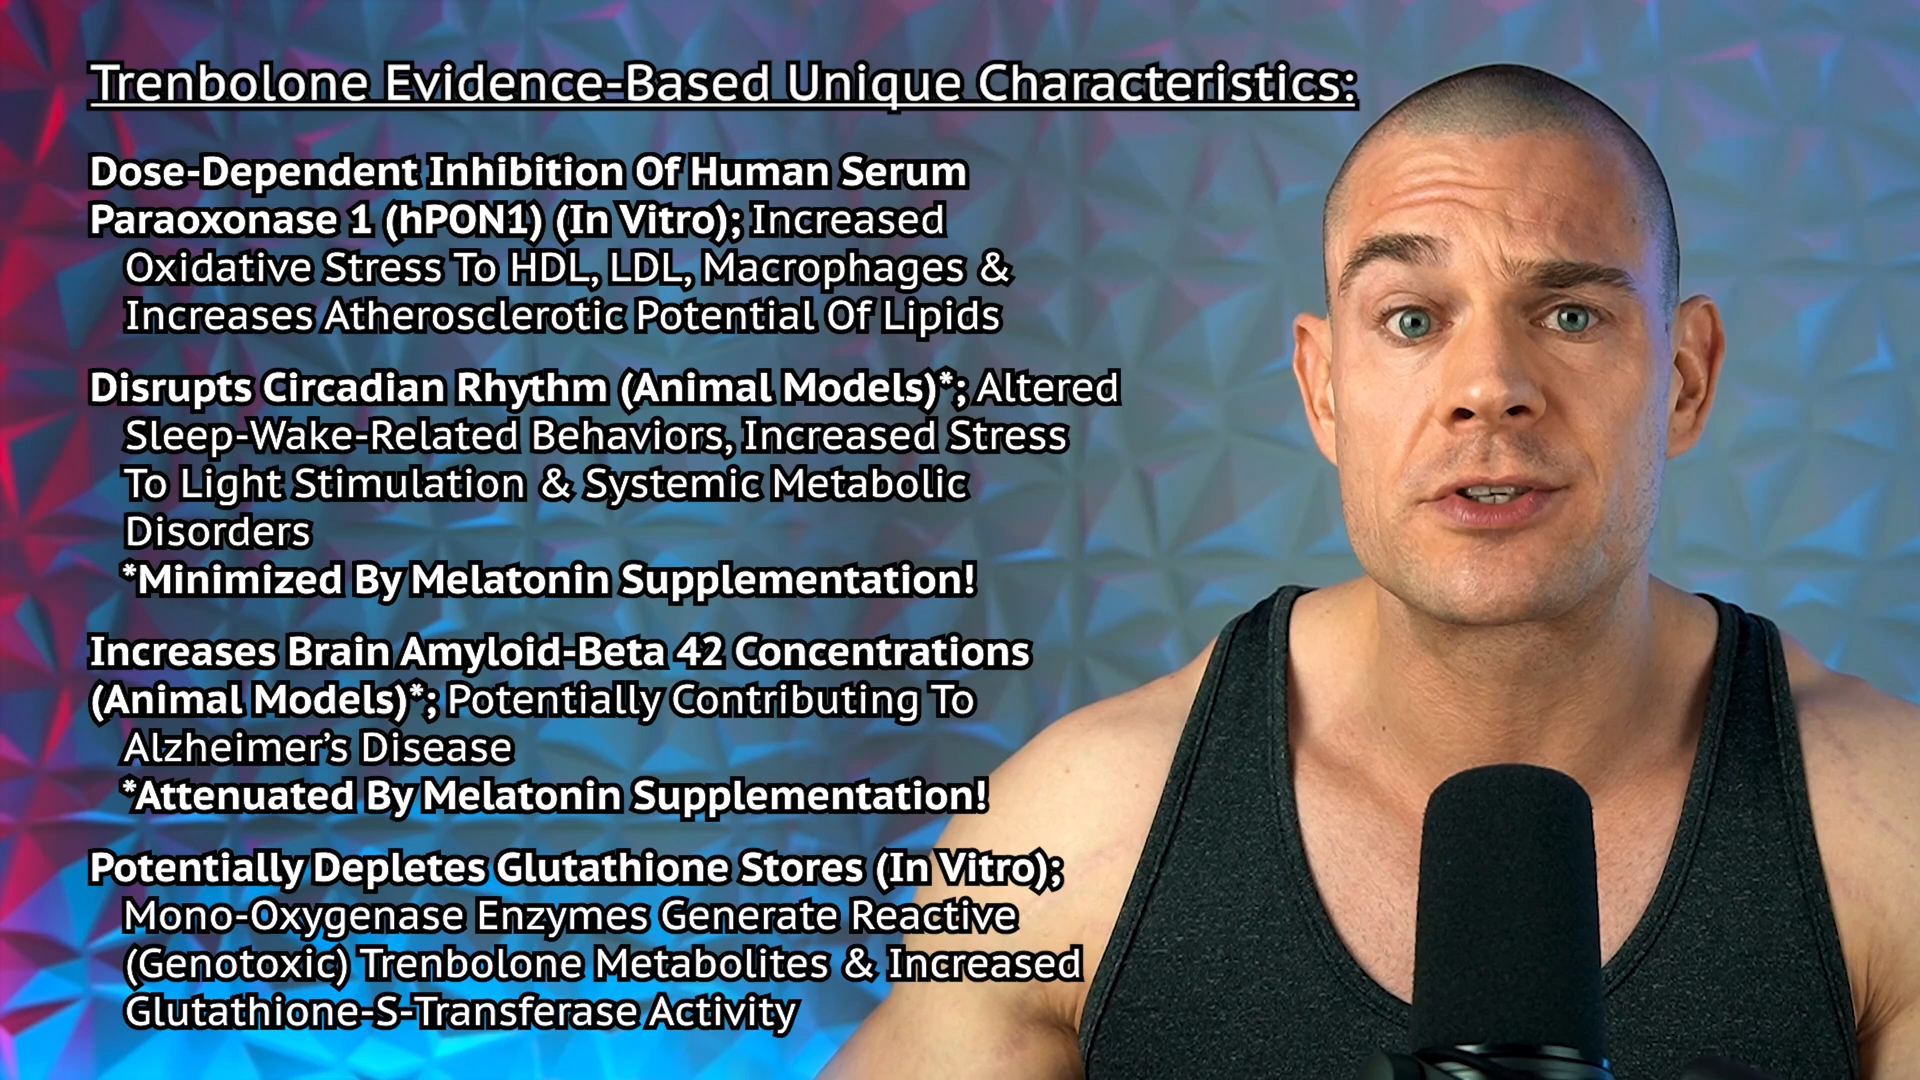 Trenbolone Evidence-Based Unique Characteristics:
Dose-Dependent Inhibition Of Human Serum
Paraoxonase 1 (hPON1) (In Vitro); Increased
Oxidative Stress To HDL, LDL, Macrophages &
Increases Atherosclerotic Potential Of Lipids
Disrupts Circadian Rhythm (Animal Models)*; Altered
Sleep-Wake-Related Behaviors, Increased Stress
To Light Stimulation & Systemic Metabolic
Disorders
*Minimized By Melatonin Supplementation!
Increases Brain Amyloid-Beta 42 Concentrations
(Animal Models)*; Potentially Contributing To
Alzheimer’s Disease
*Attenuated By Melatonin Supplementation!
Potentially Depletes Glutathione Stores (In Vitro);
Mono-Oxygenase Enzymes Generate Reactive
(Genotoxic) Trenbolone Metabolites & Increased
Glutathione-S-Transferase Activity